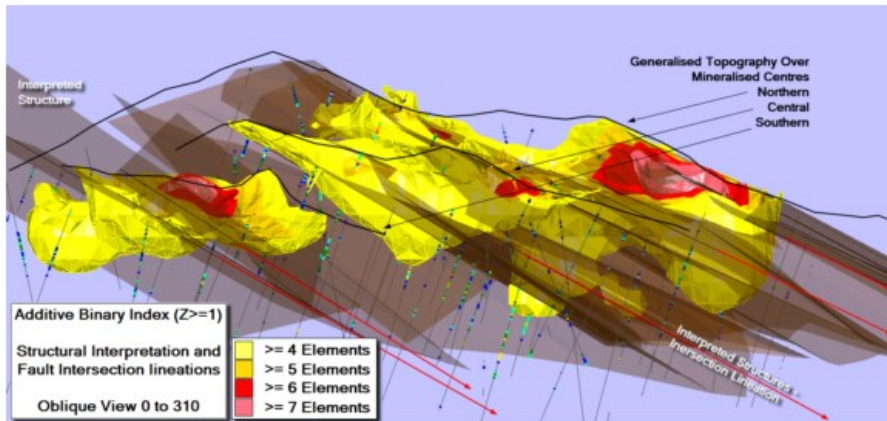 Interpreted
Structure
Generalised Topography Over
Mineralised Centres
Northern
Central
Southern
Additive Binary Index (Z>=1)
Structural Interpretation and
Fault Intersection lineations
Oblique View 0 to 310
>= 4 Elements
>= 5 Elements
>= 6 Elements
>= 7 Elements
Interpreted Structures -
Inersection Lineation